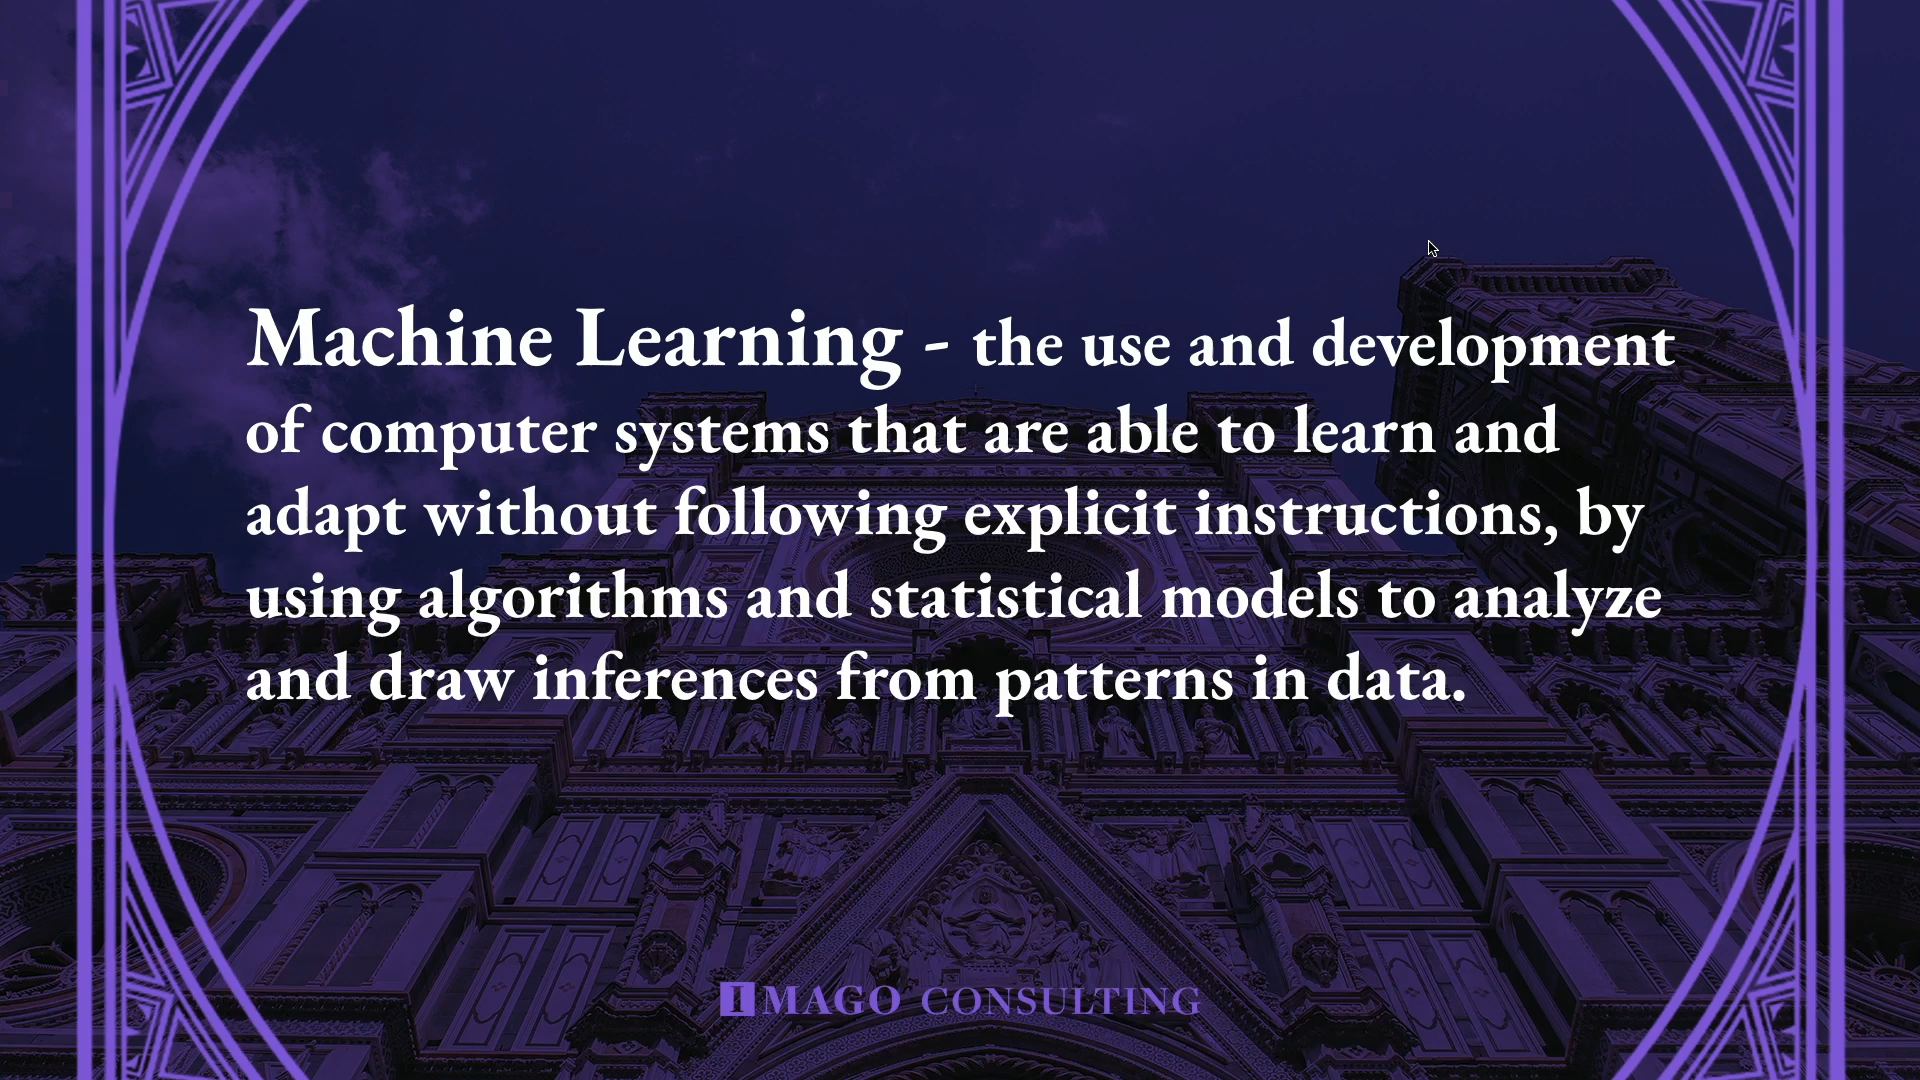 Machine Learning - the use and development
of computer systems that are able to learn and
adapt without following explicit instructions, by
using algorithms and statistical models to analyze
and draw inferences from patterns in data.
IMAGO CONSULTING